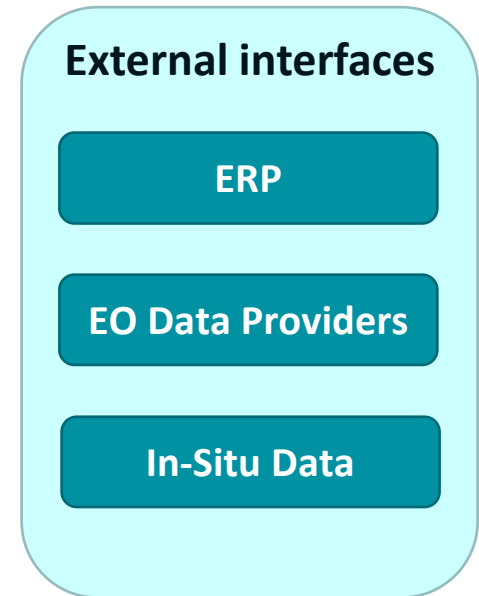 External interfaces
ERP
EO Data Providers
In-Situ Data